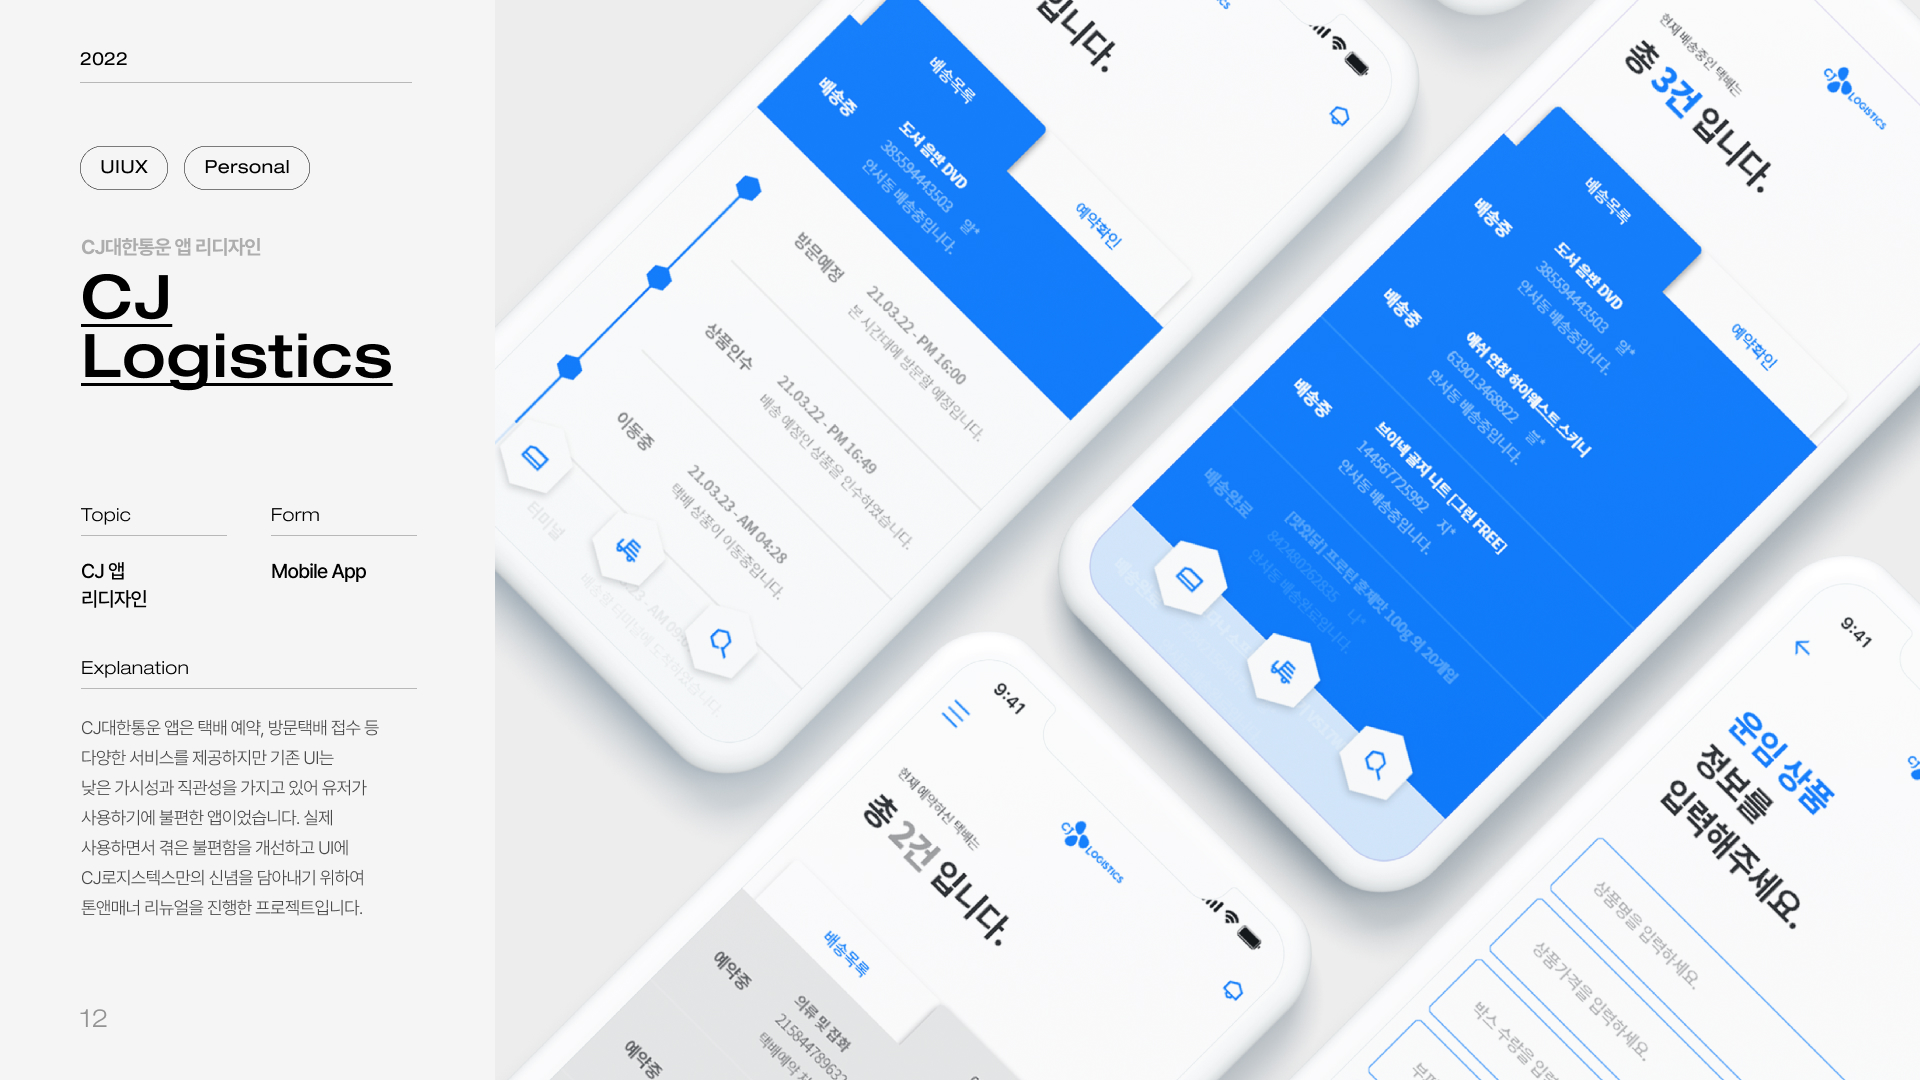 2022
UIUX
Personal
CJ대한통운 앱 리디자인
CJ
Logistics
Topic
Form
CJ 앱
리디자인
Mobile App
Explanation
CJ대한통운 앱은 택배 예약, 방문택배 접수 등
다양한 서비스를 제공하지만 기존 UI는
낮은 가시성과 직관성을 가지고 있어 유저가
사용하기에 불편한 앱이었습니다. 실제
사용하면서 겪은 불편함을 개선하고 UI에
CJ로지스텍스만의 신념을 담아내기 위하여
톤앤매너 리뉴얼을 진행한 프로젝트입니다.
12
입니다.
배송목록
예약확인
배송중
도서 음반 DVD
385594443503 알*
안서동 배송중입니다.
방문예정
21.03.22 - PM 16:00
본 시간대에 방문할 예정입니다.
상품인수
21.03.22 - PM 16:49
배송 예정인 상품을 인수하였습니다.
이동중
21.03.23 - AM 04:28
택배 상품이 이동중입니다.
터미널
현재 배송중인 택배는
총 3건 입니다.
CJ LOGISTICS
배송목록
예약확인
배송중
도서 음반 DVD
385594443503 알*
안서동 배송중입니다.
배송중
애쉬 연청 하이웨스트 스키니
639013468822 블*
안서동 배송중입니다.
배송중
브이넥 골지 니트 [그린 FREE]
144567725992 지*
안서동 배송중입니다.
배송완료
[맛있닭] 프로틴 훈제맛 100g 외 20개입
842480262835 나*
안서동 배송완료입니다.
9:41
현재 예약하신 택배는
총 2건 입니다.
CJ LOGISTICS
배송목록
예약중
의류 및 잡화
21584478963
택배예약
예약중
9:41
운임 상품
정보를
입력해주세요.
CJ
상품명을 입력하세요.
상품가격을 입력하세요.
박스 수량을 입력